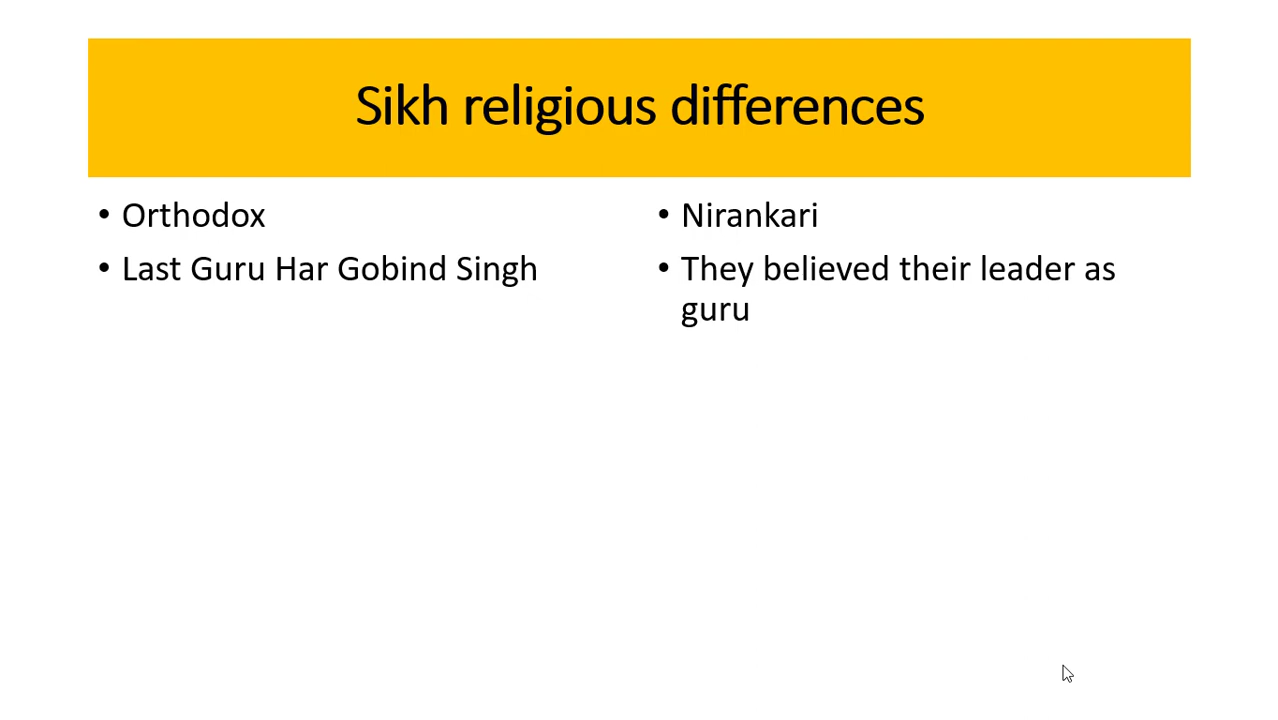 Sikh religious differences
• Orthodox
• Last Guru Har Gobind Singh
• Nirankari
• They believed their leader as
guru